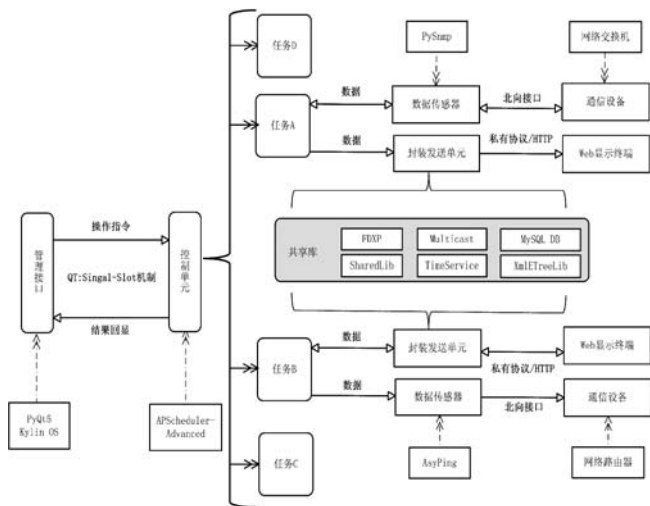 任务D
PySnmp
网络交换机
数据
北向接口
任务A
数据传感器
通信设备
数据
私有协议/HTTP
封装发送单元
Web显示终端
操作指令
共享库
FDXP
Multicast
MySQL DB
SharedLib
TimeService
XmlETreeLib
管理接口
QT:Singal-Slot机制
控制单元
结果回显
数据
封装发送单元
Web显示终端
私有协议/HTTP
任务B
数据
数据传感器
北向接口
通信设备
PyQt5
Kylin OS
APScheduler-
Advanced
任务C
AsyPing
网络路由器